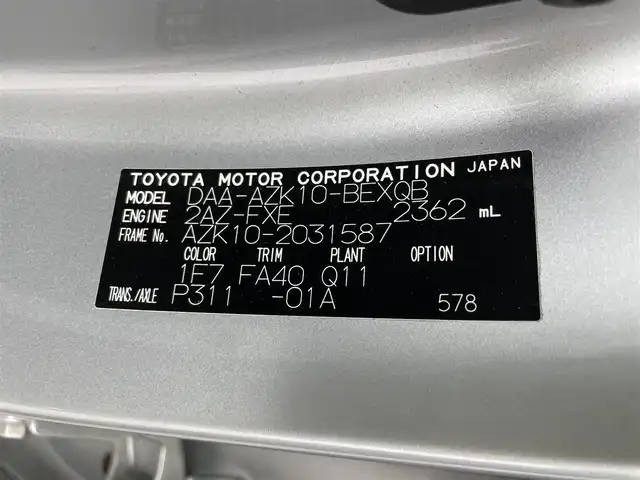 TOYOTA MOTOR CORPORATION JAPAN
MODEL DAA-AZK10-BEXQB
ENGINE 2AZ-FXE 2362 mL
FRAME No. AZK10-2031587
COLOR TRIM PLANT OPTION
1F7 FA40 Q11
TRANS./AXLE P311 -01A 578